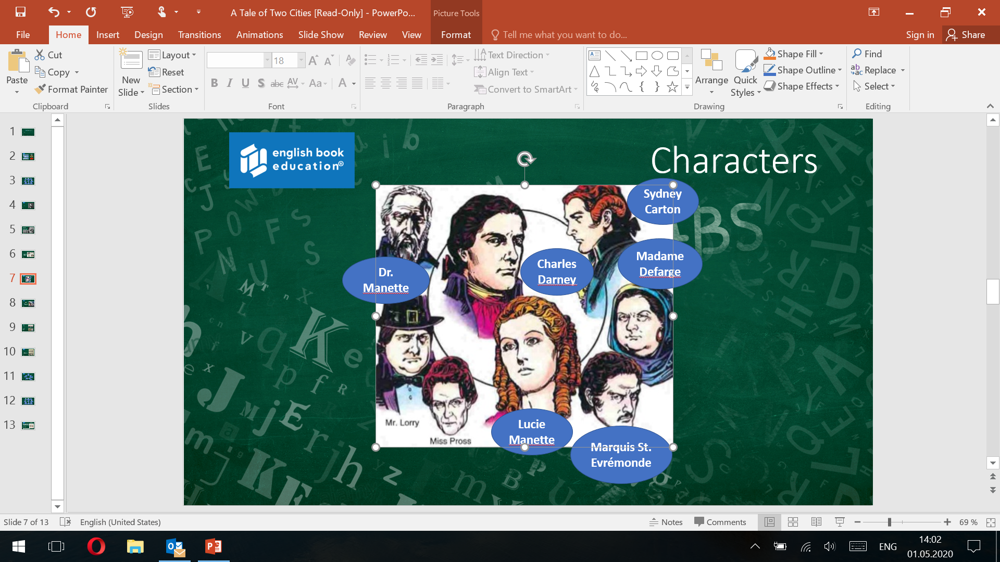 A Tale of Two Cities [Read-Only] - PowerPo...
Picture Tools
File
Home
Insert
Design
Transitions
Animations
Slide Show
Review
View
Format
Tell me what you want to do...
Sign in
Share
Paste
Cut
Copy
Format Painter
Clipboard
New
Slide
Layout
Reset
Section
Slides
18
B I U S abc AV Aa A
Font
Text Direction
Align Text
Convert to SmartArt
Paragraph
Arrange
Quick
Styles
Shape Fill
Shape Outline
Shape Effects
Drawing
Find
Replace
Select
Editing
1
2
3
4
5
6
7
8
9
10
11
12
13
english book
education®
Characters
Sydney
Carton
Madame
Defarge
Charles
Darney
Dr.
Manette
Mr. Lorry
Miss Pross
Lucie
Manette
Marquis St.
Evrémonde
Slide 7 of 13
English (United States)
Notes
Comments
69 %
ENG
14:02
01.05.2020